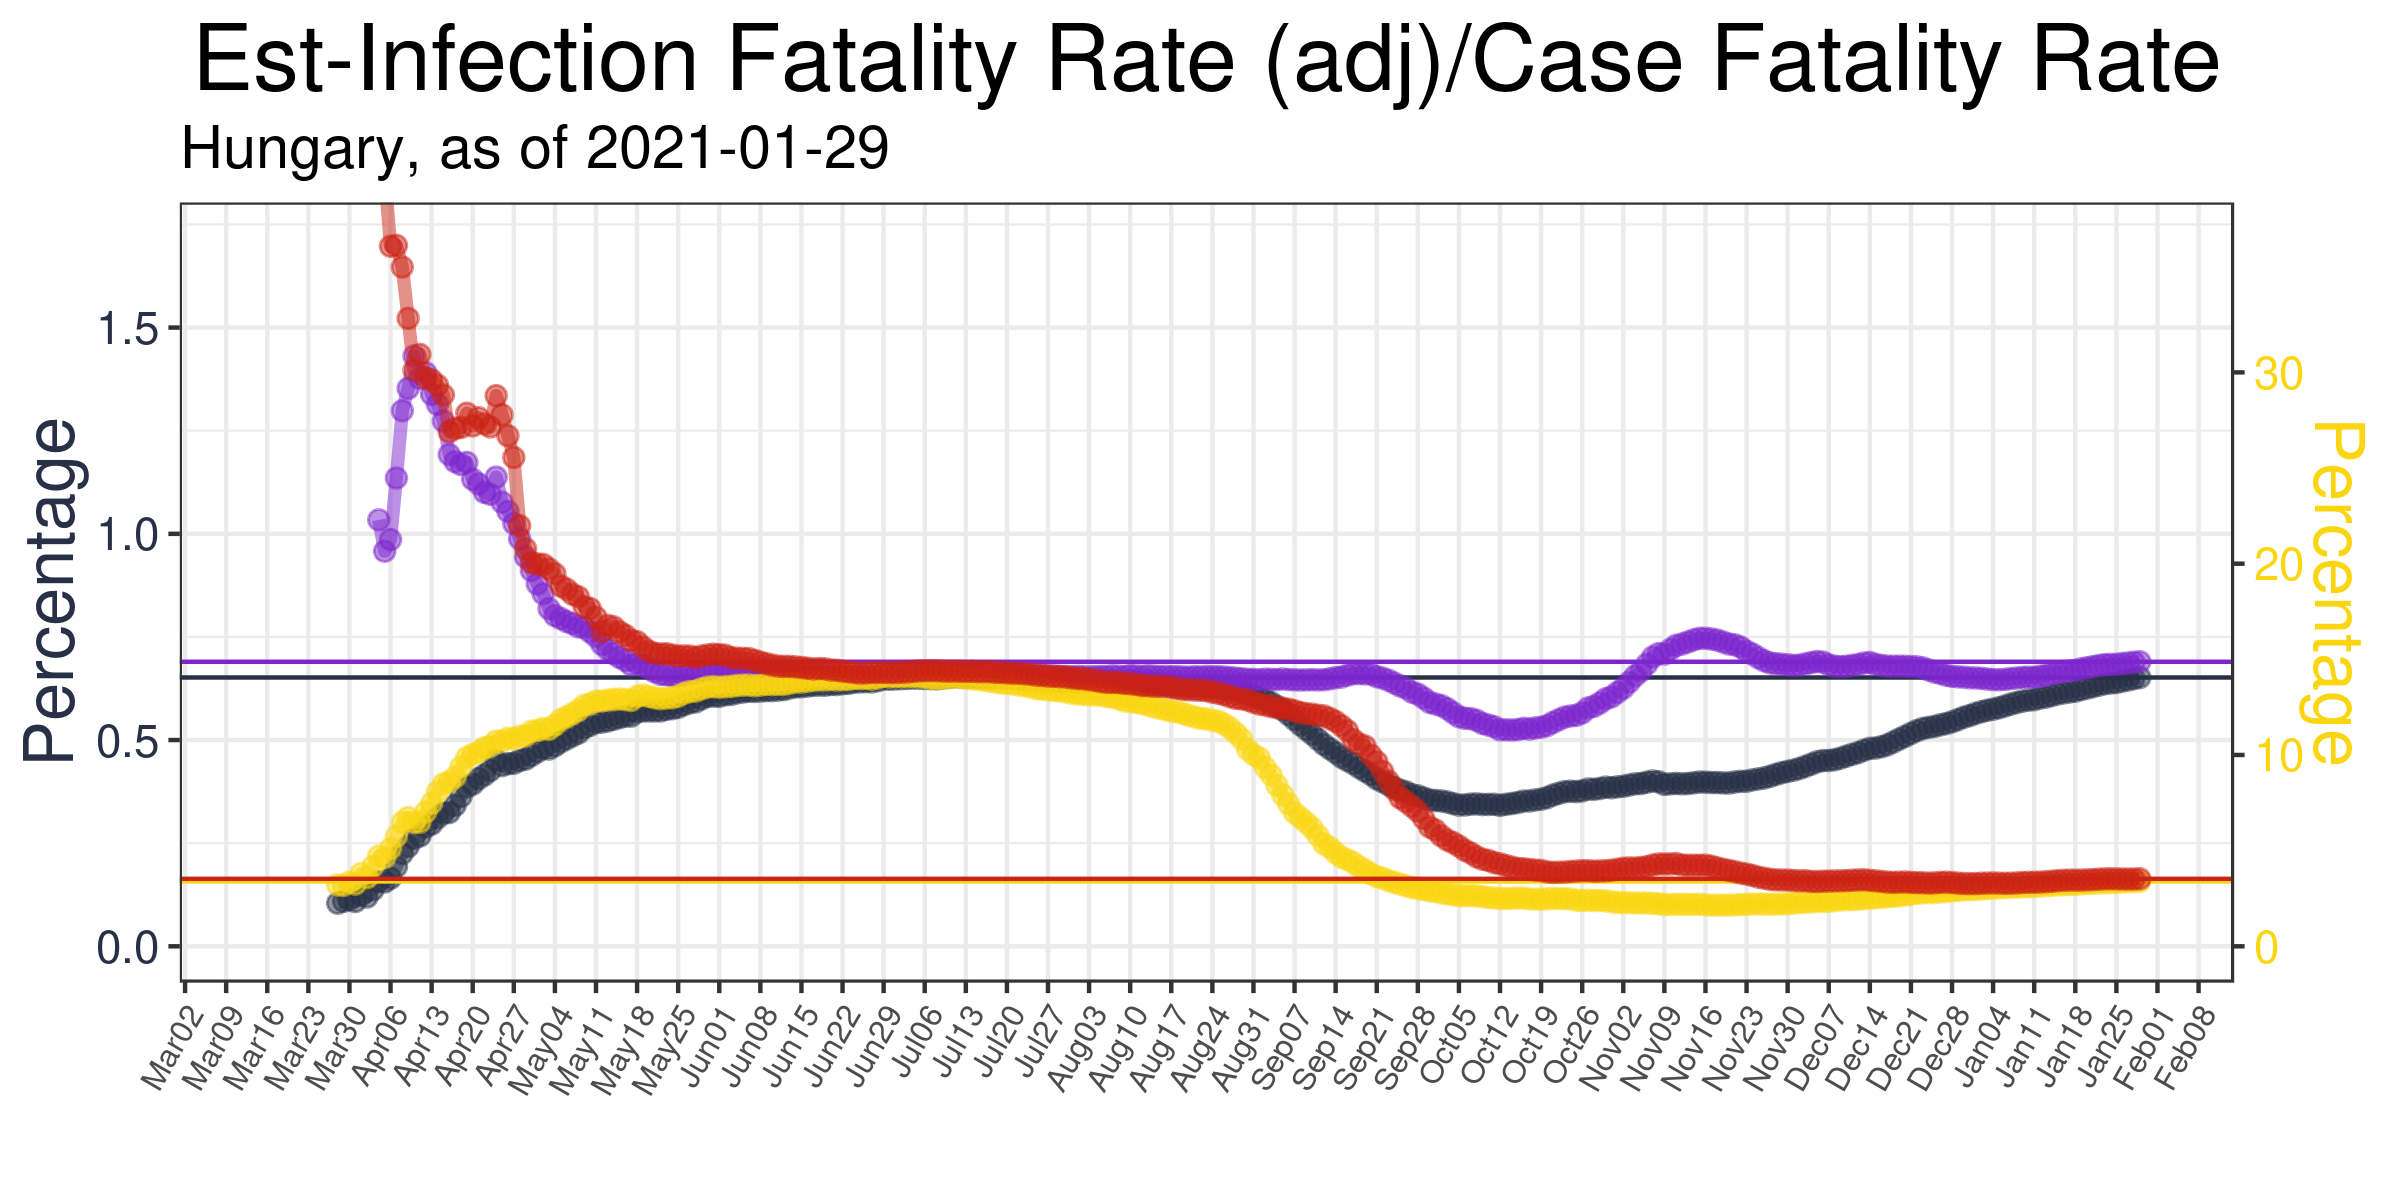 Est-Infection Fatality Rate (adj)/Case Fatality Rate
Hungary, as of 2021-01-29
Percentage
1.5
1.0
0.5
0.0
30
20
10
0
Percentage
Mar02 Mar09 Mar16 Mar23 Mar30 Apr06 Apr13 Apr20 Apr27 May04 May11 May18 May25 Jun01 Jun08 Jun15 Jun22 Jun29 Jul06 Jul13 Jul20 Jul27 Aug03 Aug10 Aug17 Aug24 Aug31 Sep07 Sep14 Sep21 Sep28 Oct05 Oct12 Oct19 Oct26 Nov02 Nov09 Nov16 Nov23 Nov30 Dec07 Dec14 Dec21 Dec28 Jan04 Jan11 Jan18 Jan25 Feb01 Feb08